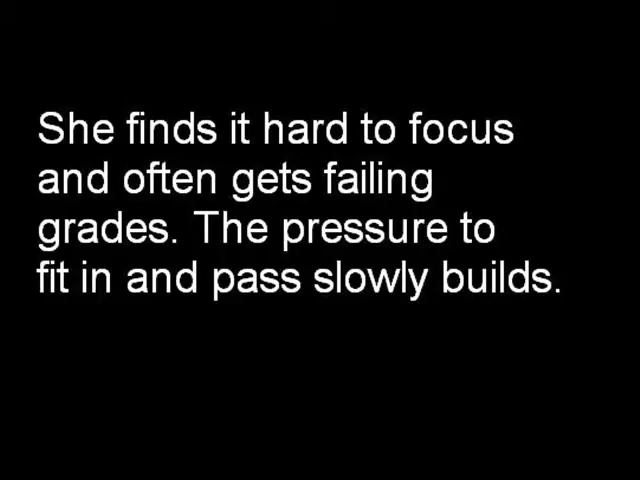 She finds it hard to focus
and often gets failing
grades. The pressure to
fit in and pass slowly builds.